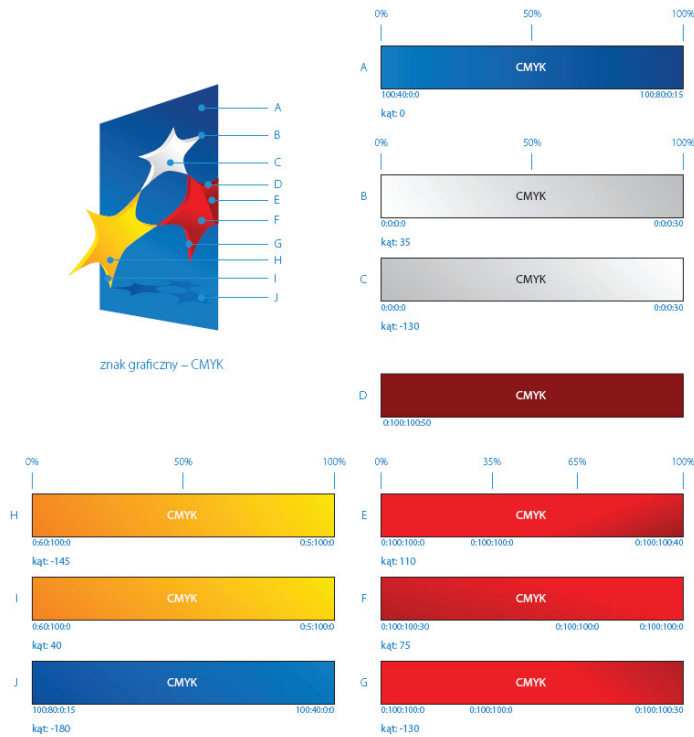 A
B
C
D
E
F
G
H
I
J
znak graficzny – CMYK
0% 50% 100%
A CMYK
100:40:0:0 100:80:0:15
kąt: 0
0% 50% 100%
B CMYK
0:0:0:0 0:0:0:30
kąt: 35
C CMYK
0:0:0:0 0:0:0:30
kąt: -130
D CMYK
0:100:100:50
0% 50% 100%
H CMYK
0:60:100:0 0:5:100:0
kąt: -145
I CMYK
0:60:100:0 0:5:100:0
kąt: 40
J CMYK
100:80:0:15 100:40:0:0
kąt: -180
0% 35% 65% 100%
E CMYK
0:100:100:0 0:100:100:0 0:100:100:40
kąt: 110
F CMYK
0:100:100:30 0:100:100:0 0:100:100:0
kąt: 75
G CMYK
0:100:100:0 0:100:100:0 0:100:100:30
kąt: -130